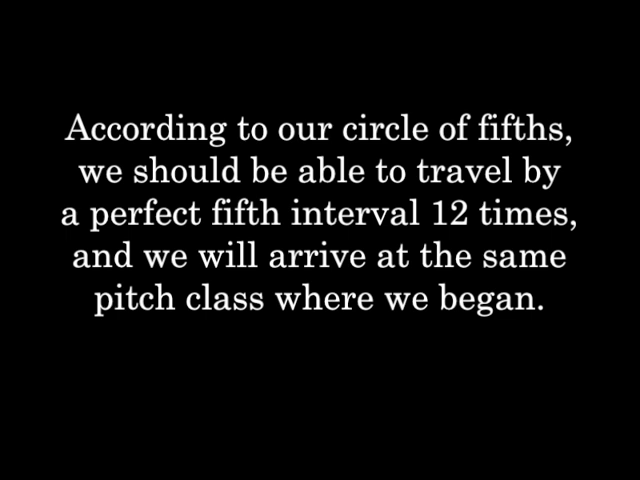 According to our circle of fifths,
we should be able to travel by
a perfect fifth interval 12 times,
and we will arrive at the same
pitch class where we began.